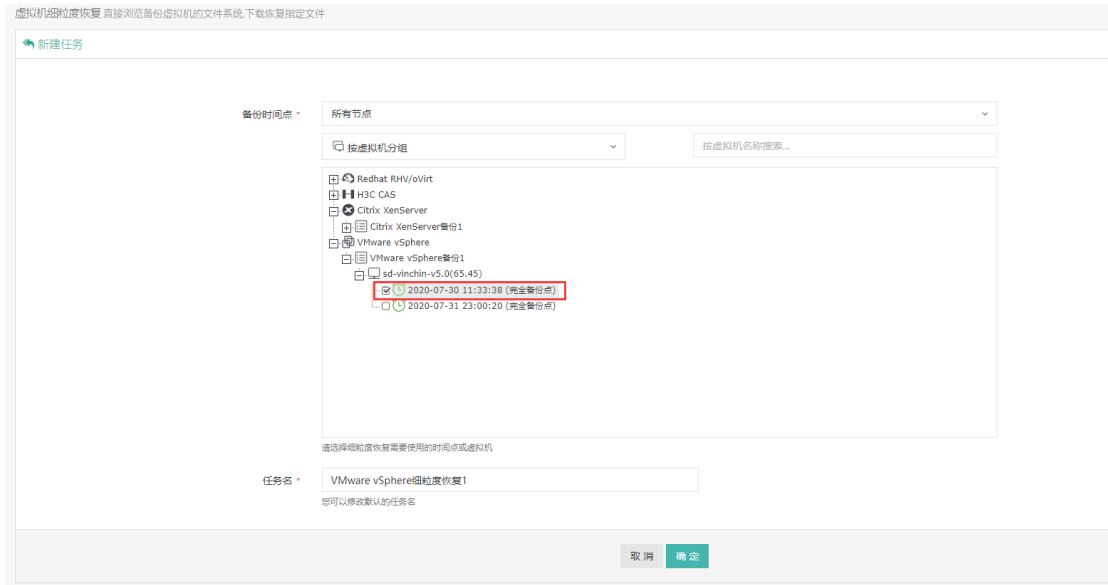 虚拟机细粒度恢复 直接浏览备份虚拟机的文件系统,下载恢复指定文件
新建任务
备份时间点 * 所有节点
按虚拟机分组 按虚拟机名称搜索...
Redhat RHV/oVirt
H3C CAS
Citrix XenServer
Citrix XenServer备份1
VMware vSphere
VMware vSphere备份1
sd-vinchin-v5.0(65.45)
2020-07-30 11:33:38 (完全备份点)
2020-07-31 23:00:20 (完全备份点)
请选择细粒度恢复需要使用的时间点或虚拟机
任务名 * VMware vSphere细粒度恢复1
您可以修改默认的任务名
取消 确定